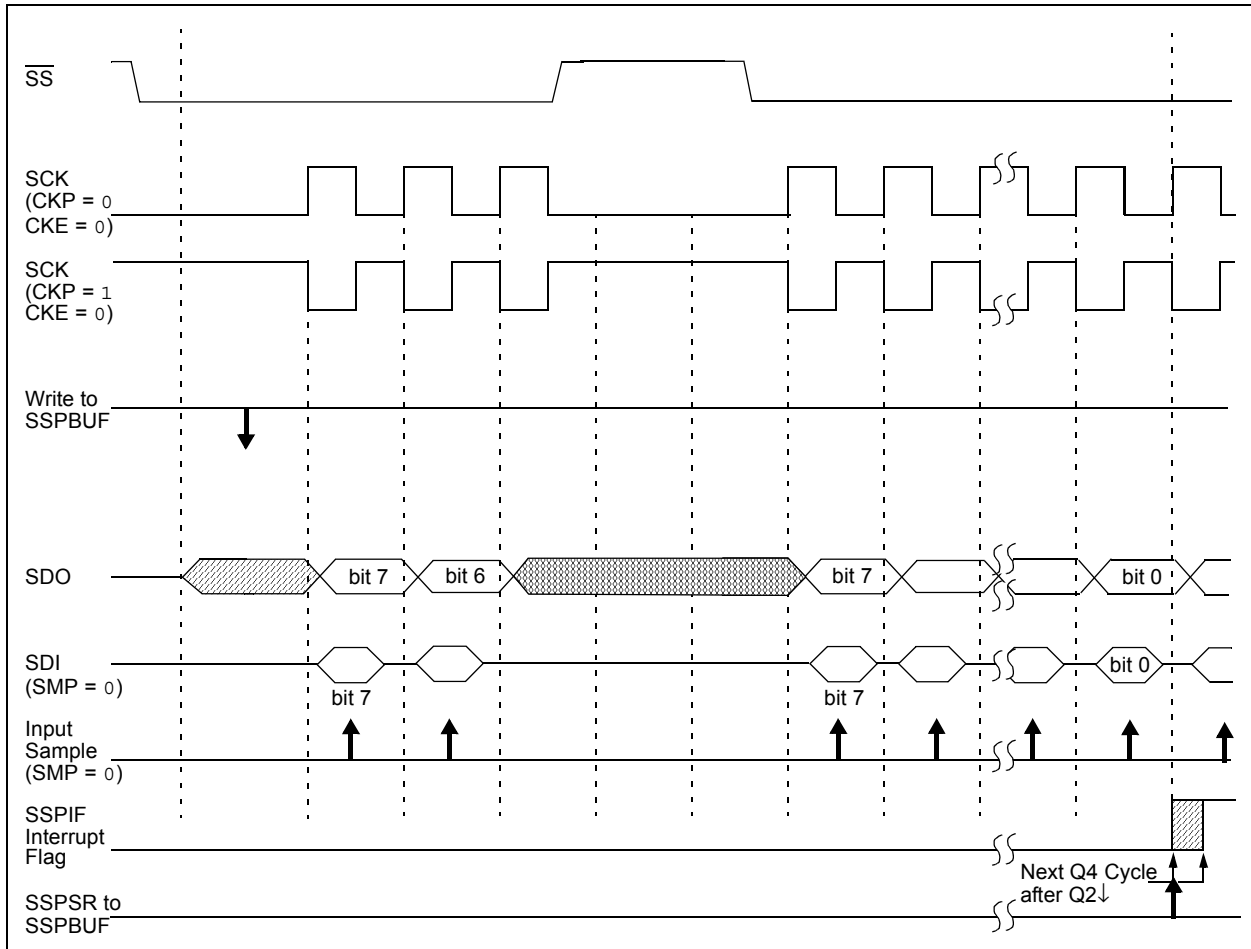 SS
SCK
(CKP = 0
CKE = 0)
SCK
(CKP = 1
CKE = 0)
Write to
SSPBUF
SDO
bit 7
bit 6
bit 7
bit 0
SDI
(SMP = 0)
bit 7
bit 7
bit 0
Input
Sample
(SMP = 0)
SSPIF
Interrupt
Flag
Next Q4 Cycle
after Q2↓
SSPSR to
SSPBUF